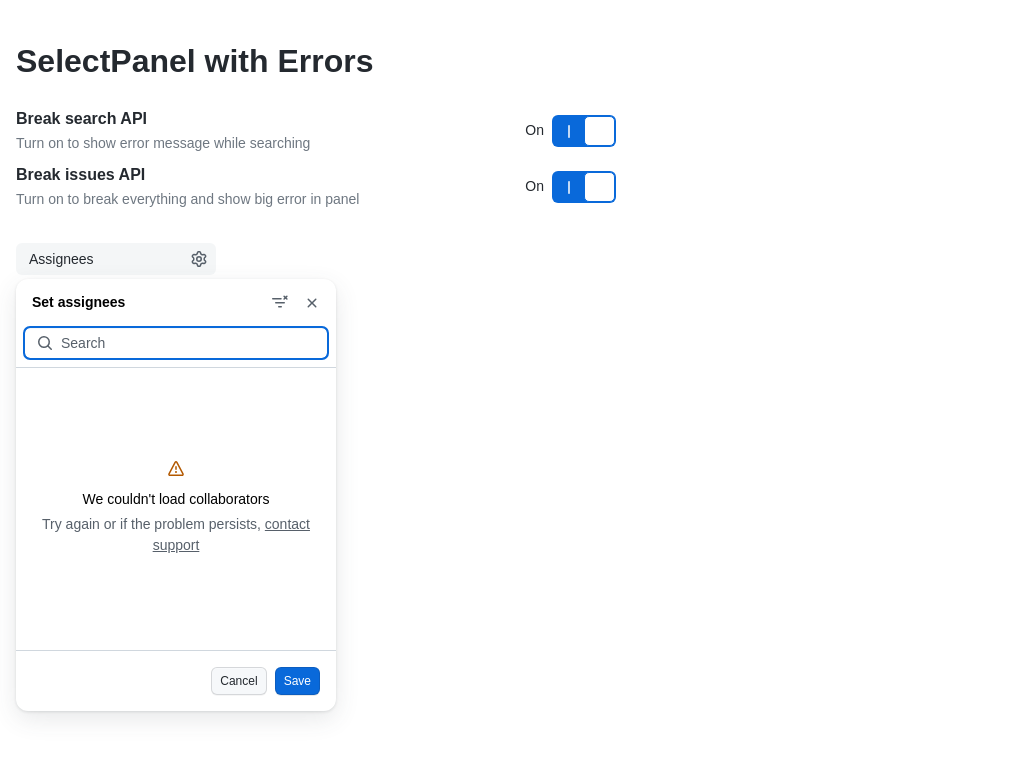 SelectPanel with Errors
Break search API
Turn on to show error message while searching
On
Break issues API
Turn on to break everything and show big error in panel
On
Assignees
Set assignees
Search
We couldn't load collaborators
Try again or if the problem persists, contact
support
Cancel
Save